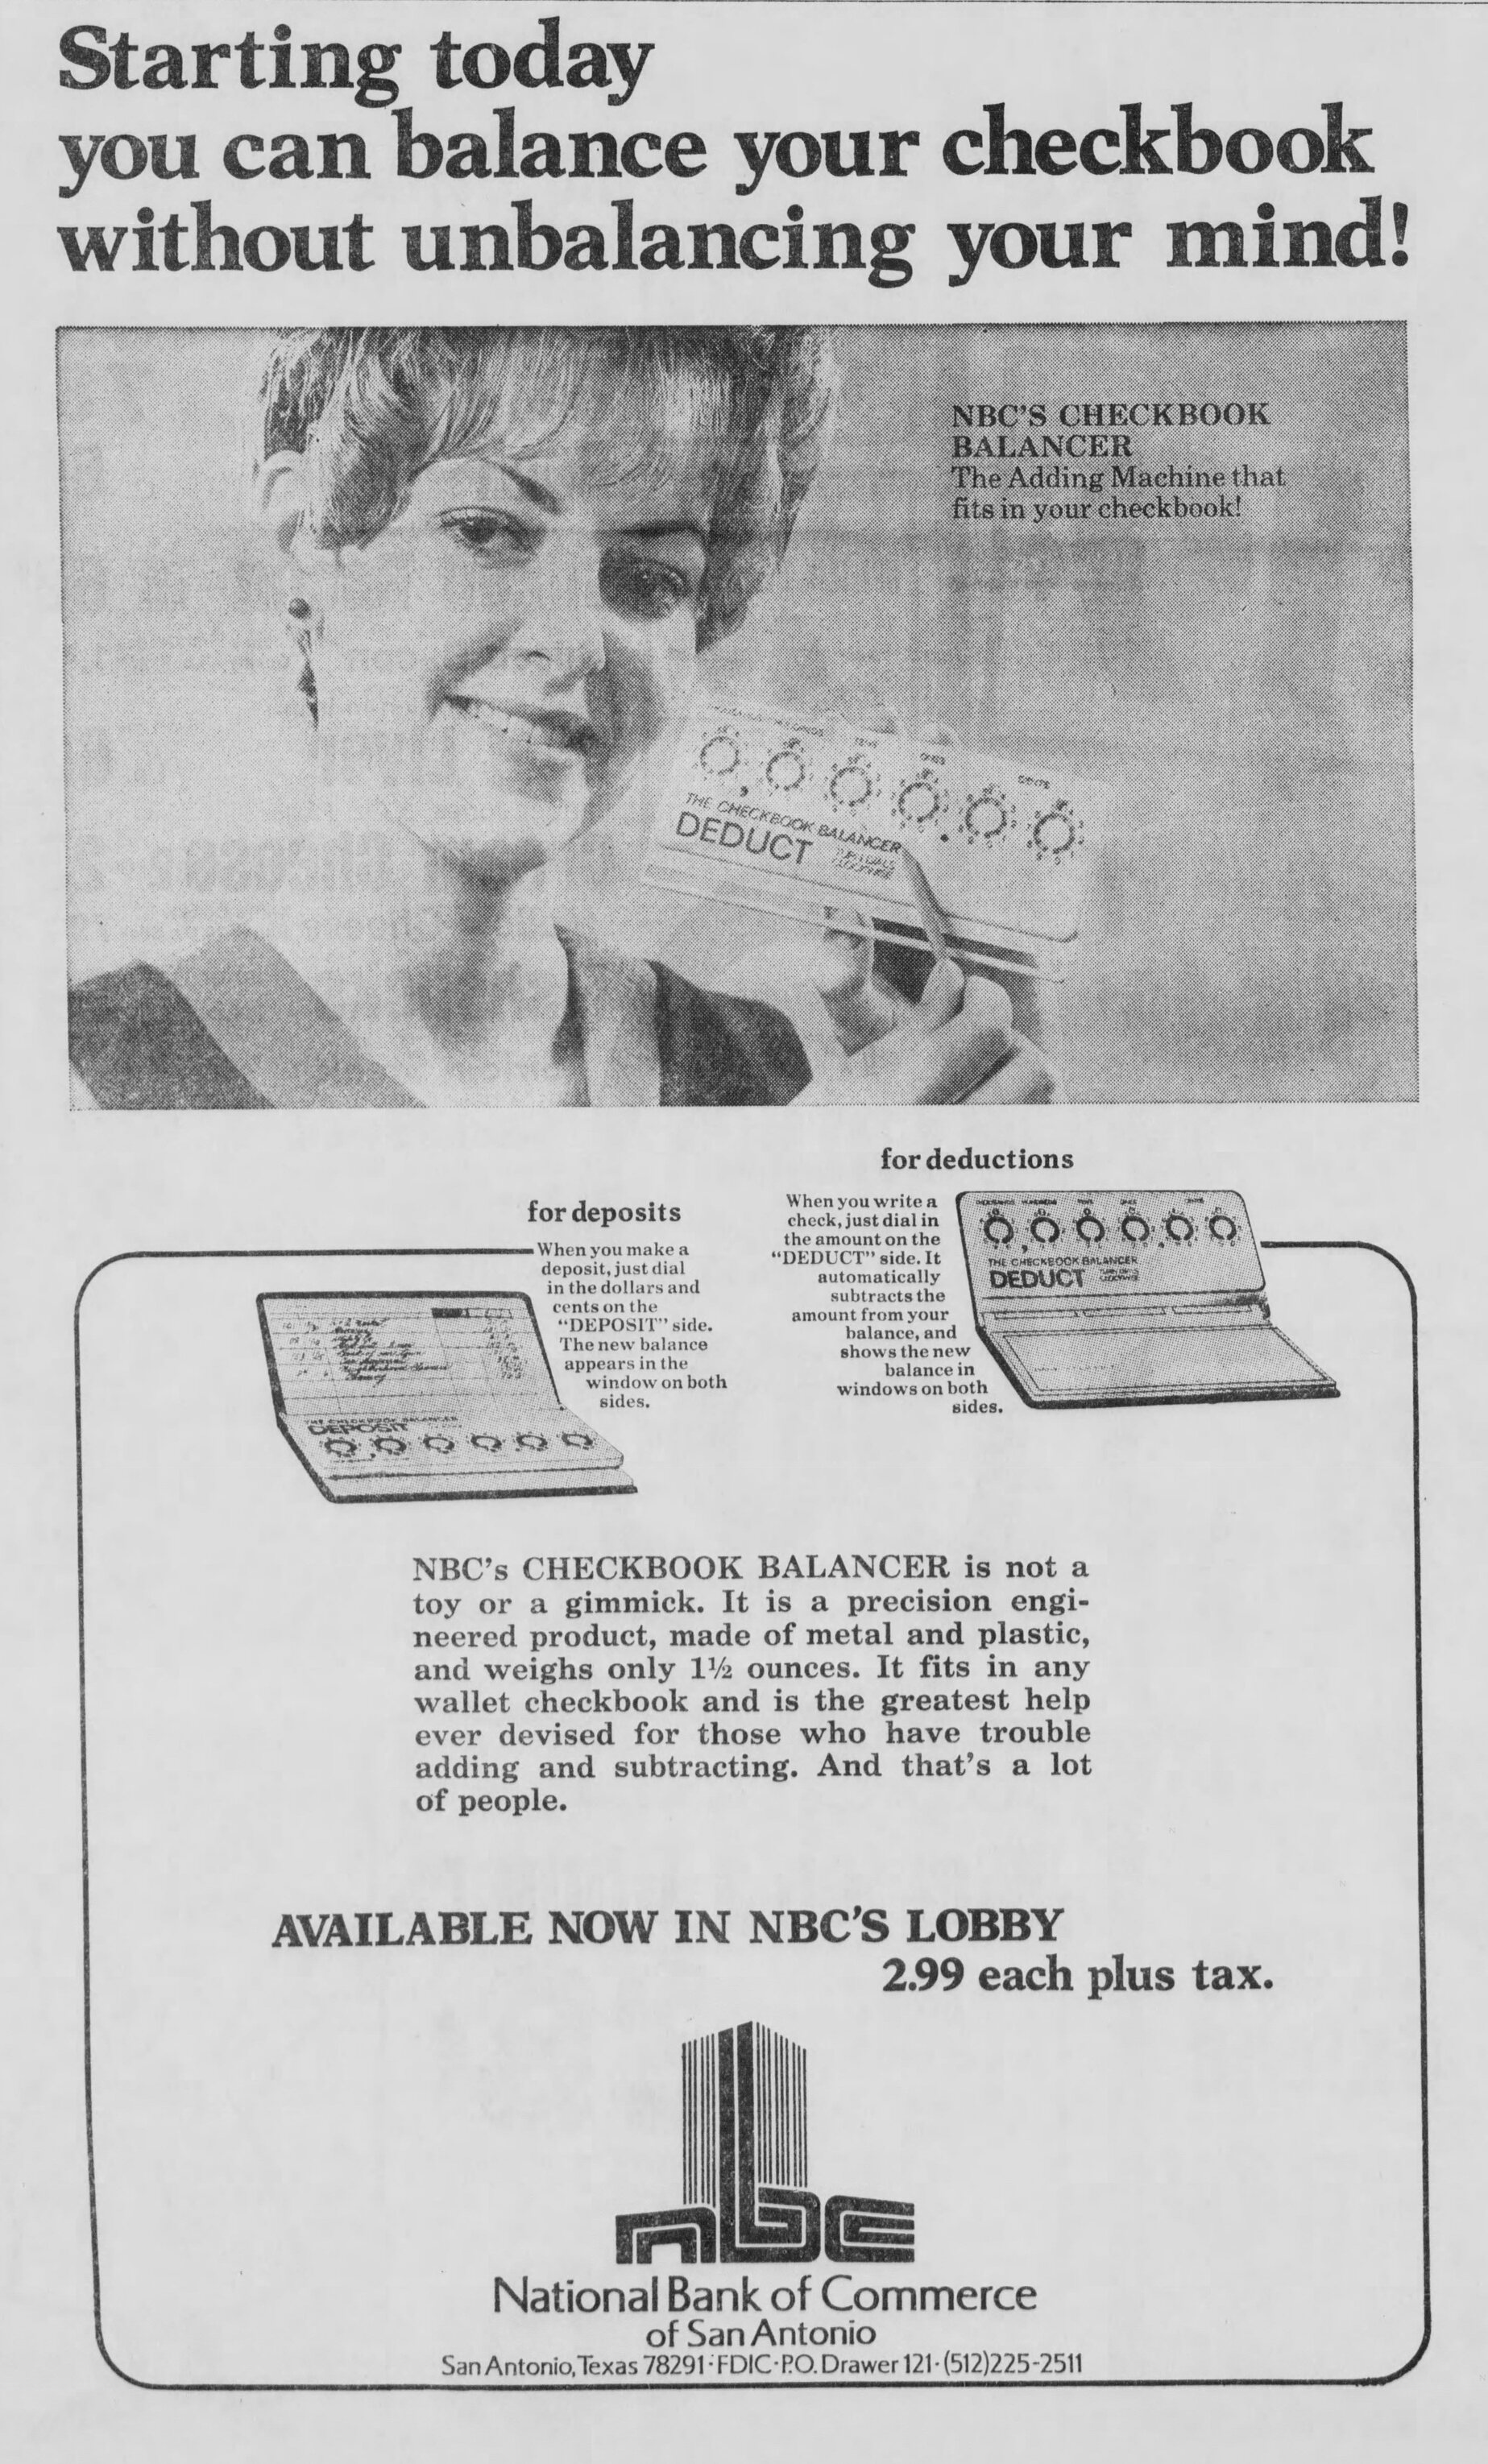 Starting today
you can balance your checkbook
without unbalancing your mind!
NBC'S CHECKBOOK
BALANCER
The Adding Machine that
fits in your checkbook!
TENS
ONES
CENTS
THE CHECKBOOK BALANCER
DEDUCT
for deposits
When you make a
deposit, just dial
in the dollars and
cents on the
"DEPOSIT" side.
The new balance
appears in the
window on both
sides.
for deductions
When you write a
check, just dial in
the amount on the
"DEDUCT" side. It
automatically
subtracts the
amount from your
balance, and
shows the new
balance in
windows on both
sides.
THE CHECKBOOK BALANCER
DEDUCT
THE CHECKBOOK BALANCER
DEPOSIT
NBC's CHECKBOOK BALANCER is not a
toy or a gimmick. It is a precision engi-
neered product, made of metal and plastic,
and weighs only 1½ ounces. It fits in any
wallet checkbook and is the greatest help
ever devised for those who have trouble
adding and subtracting. And that's a lot
of people.
AVAILABLE NOW IN NBC'S LOBBY
2.99 each plus tax.
nbc
National Bank of Commerce
of San Antonio
San Antonio, Texas 78291·FDIC·P.O. Drawer 121·(512)225-2511